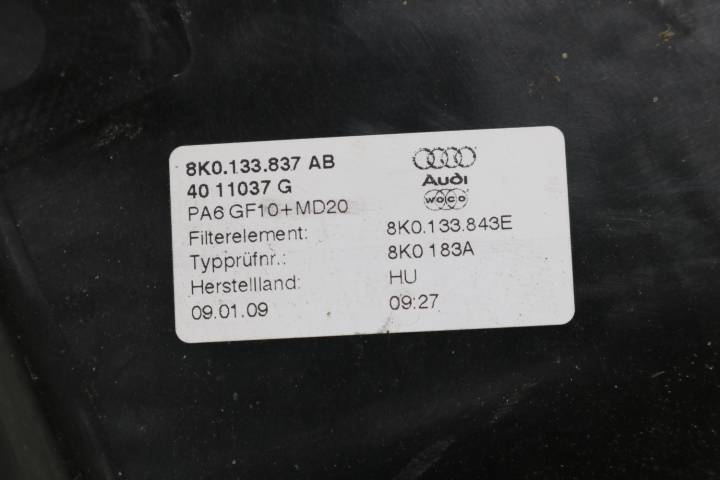 8K0.133.837 AB
40 11037 G
PA6 GF10+MD20
Audi
WOCO
Filterelement: 8K0.133.843E
Typprüfnr.: 8K0 183A
Herstellland: HU
09.01.09 09:27